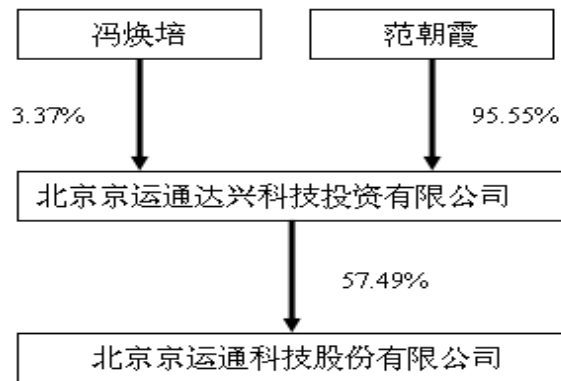 冯焕培
范朝霞
3.37%
95.55%
北京京运通达兴科技投资有限公司
57.49%
北京京运通科技股份有限公司